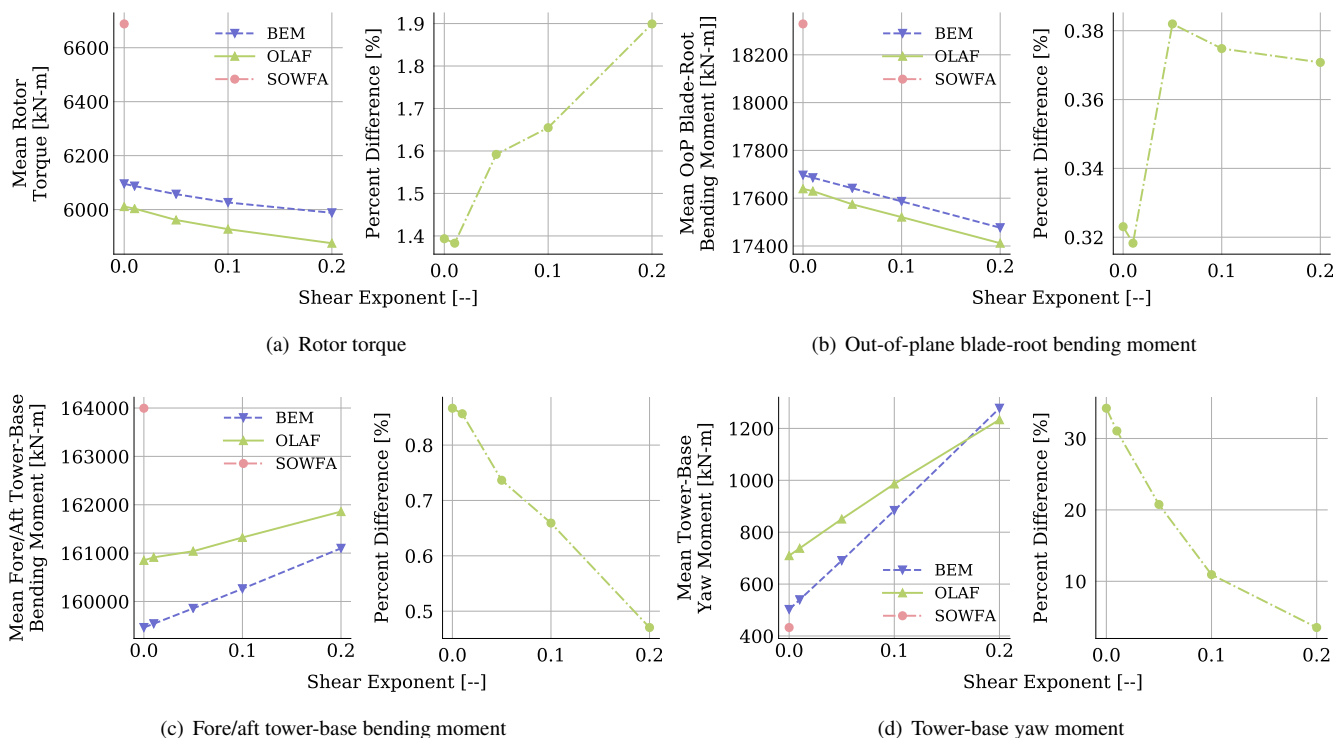 Mean Rotor
Torque [kN-m]
6600
6400
6200
6000
BEM
OLAF
SOWFA
0.0
0.1
0.2
Percent Difference [%]
1.9
1.8
1.7
1.6
1.5
1.4
0.0
0.1
0.2
Shear Exponent [--]
(a) Rotor torque
Mean OoP Blade-Root
Bending Moment [kN-m]]
18200
18000
17800
17600
17400
BEM
OLAF
SOWFA
0.0
0.1
0.2
Percent Difference [%]
0.38
0.36
0.34
0.32
0.0
0.1
0.2
Shear Exponent [--]
(b) Out-of-plane blade-root bending moment
Mean Fore/Aft Tower-Base
Bending Moment [kN-m]
164000
163000
162000
161000
160000
BEM
OLAF
SOWFA
0.0
0.1
0.2
Percent Difference [%]
0.8
0.7
0.6
0.5
0.0
0.1
0.2
Shear Exponent [--]
(c) Fore/aft tower-base bending moment
Mean Tower-Base
Yaw Moment [kN-m]
1200
1000
800
600
400
BEM
OLAF
SOWFA
0.0
0.1
0.2
Percent Difference [%]
30
20
10
0.0
0.1
0.2
Shear Exponent [--]
(d) Tower-base yaw moment